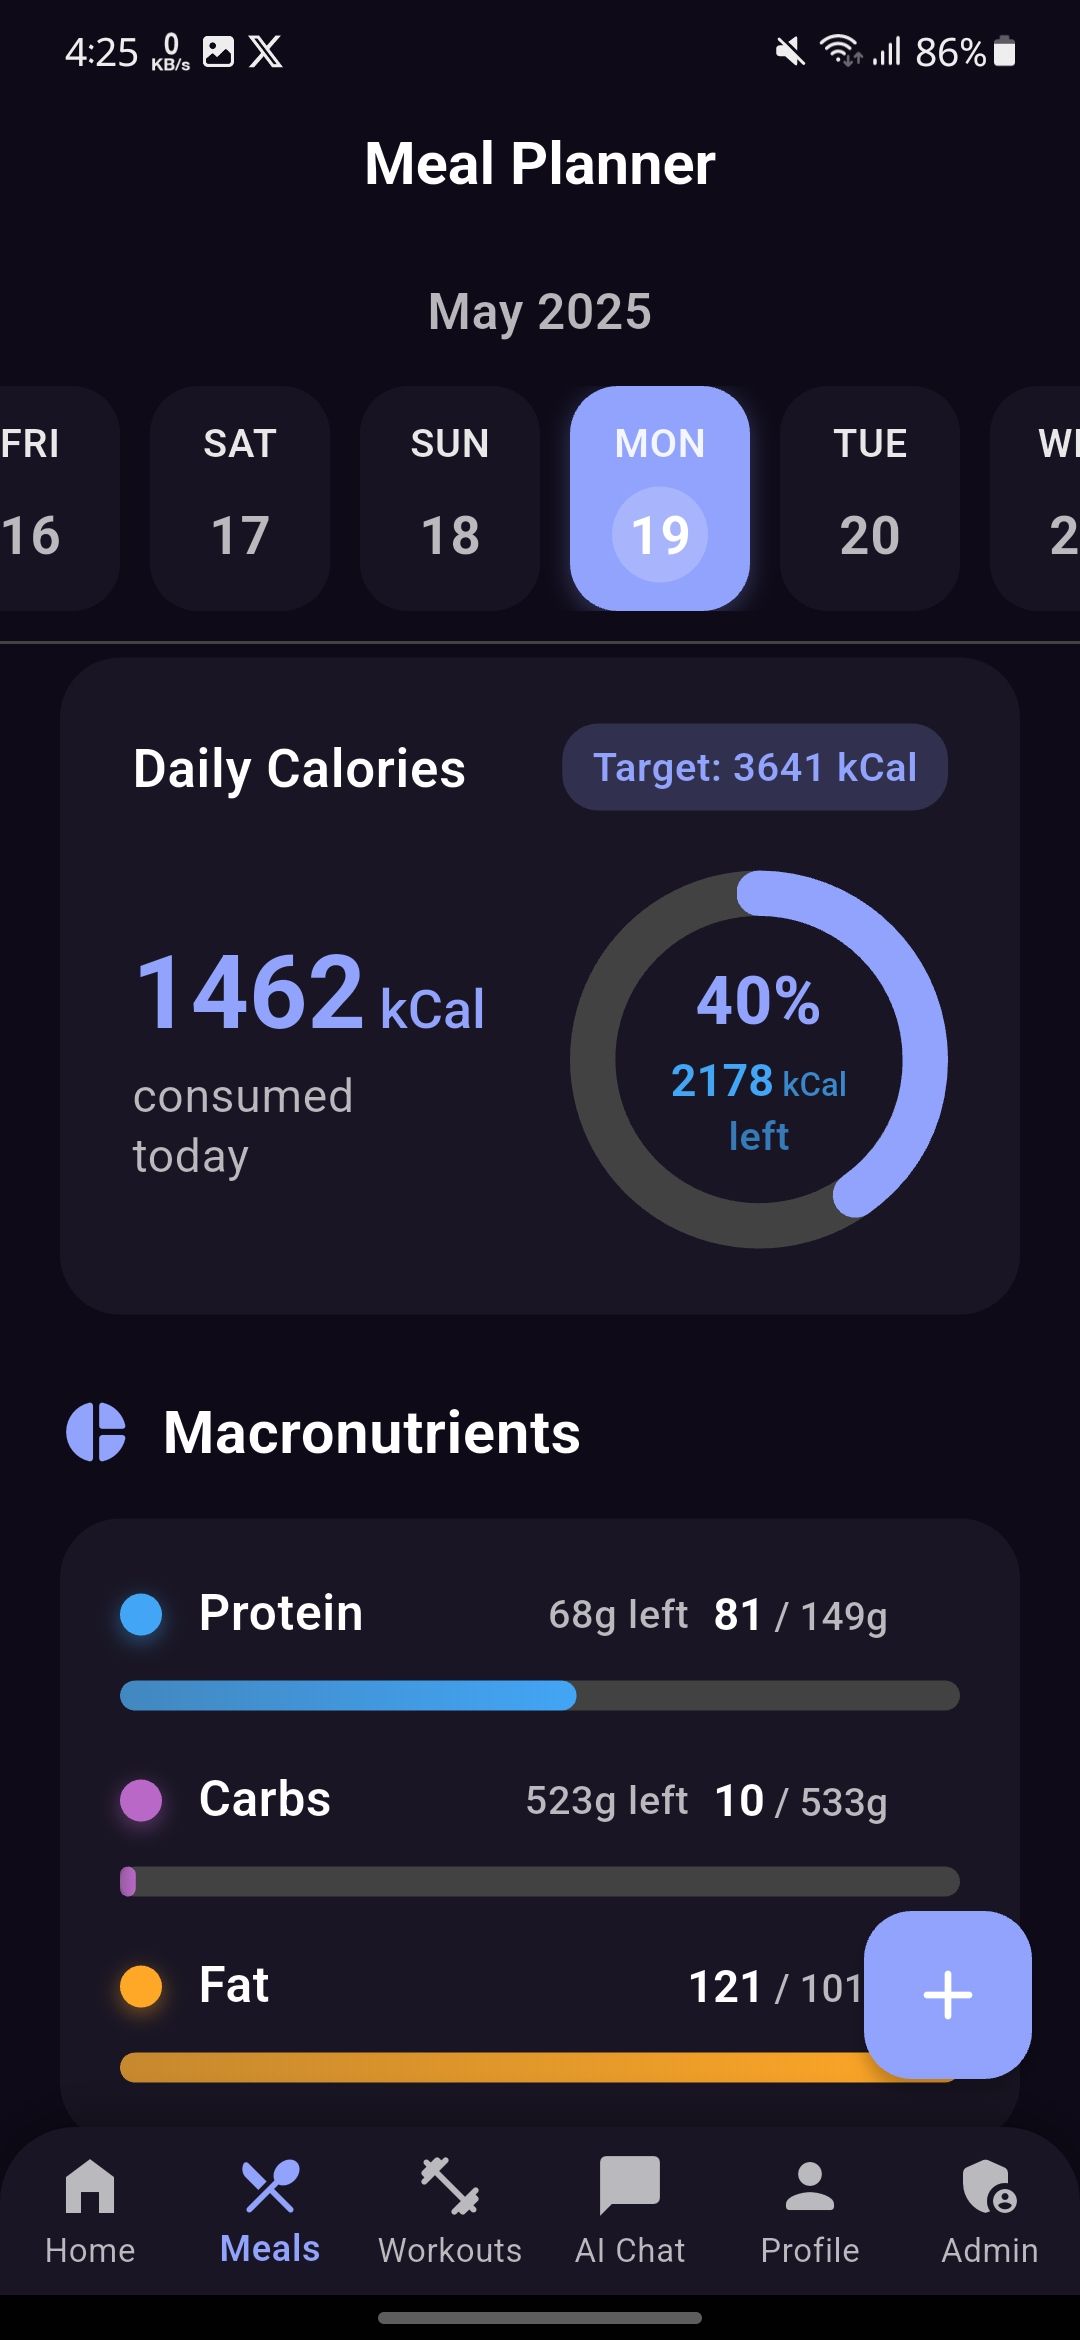 4:25 0 KB/s 86%
Meal Planner
May 2025
FRI SAT SUN MON TUE
16 17 18 19 20 2
Daily Calories Target: 3641 kCal
1462 kCal
consumed
today
40%
2178 kCal
left
Macronutrients
Protein 68g left 81 / 149g
Carbs 523g left 10 / 533g
Fat 121 / 101
Home Meals Workouts AI Chat Profile Admin